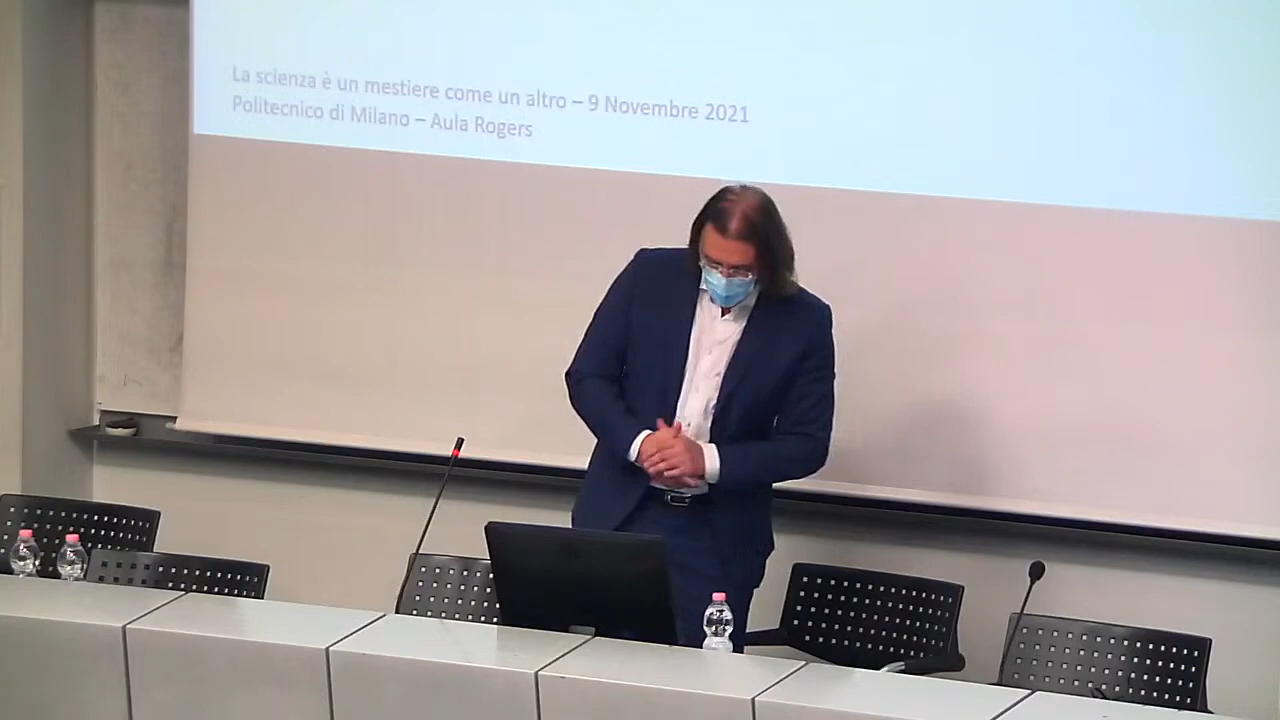 La scienza è un mestiere come un altro – 9 Novembre 2021
Politecnico di Milano – Aula Rogers